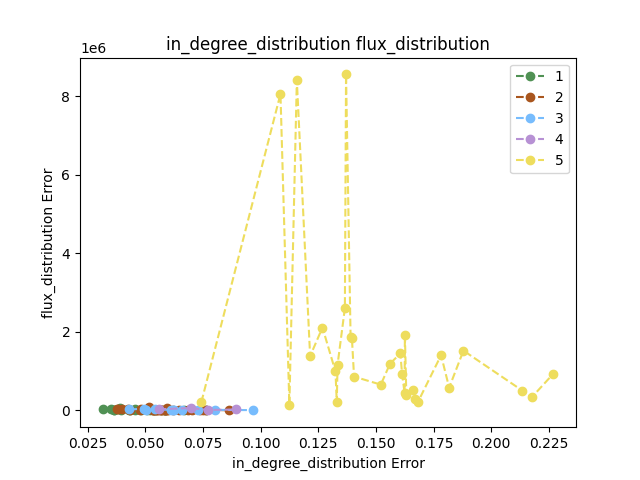 in_degree_distribution flux_distribution
1e6
1
2
3
4
5
8
6
4
2
0
flux_distribution Error
0.025 0.050 0.075 0.100 0.125 0.150 0.175 0.200 0.225
in_degree_distribution Error